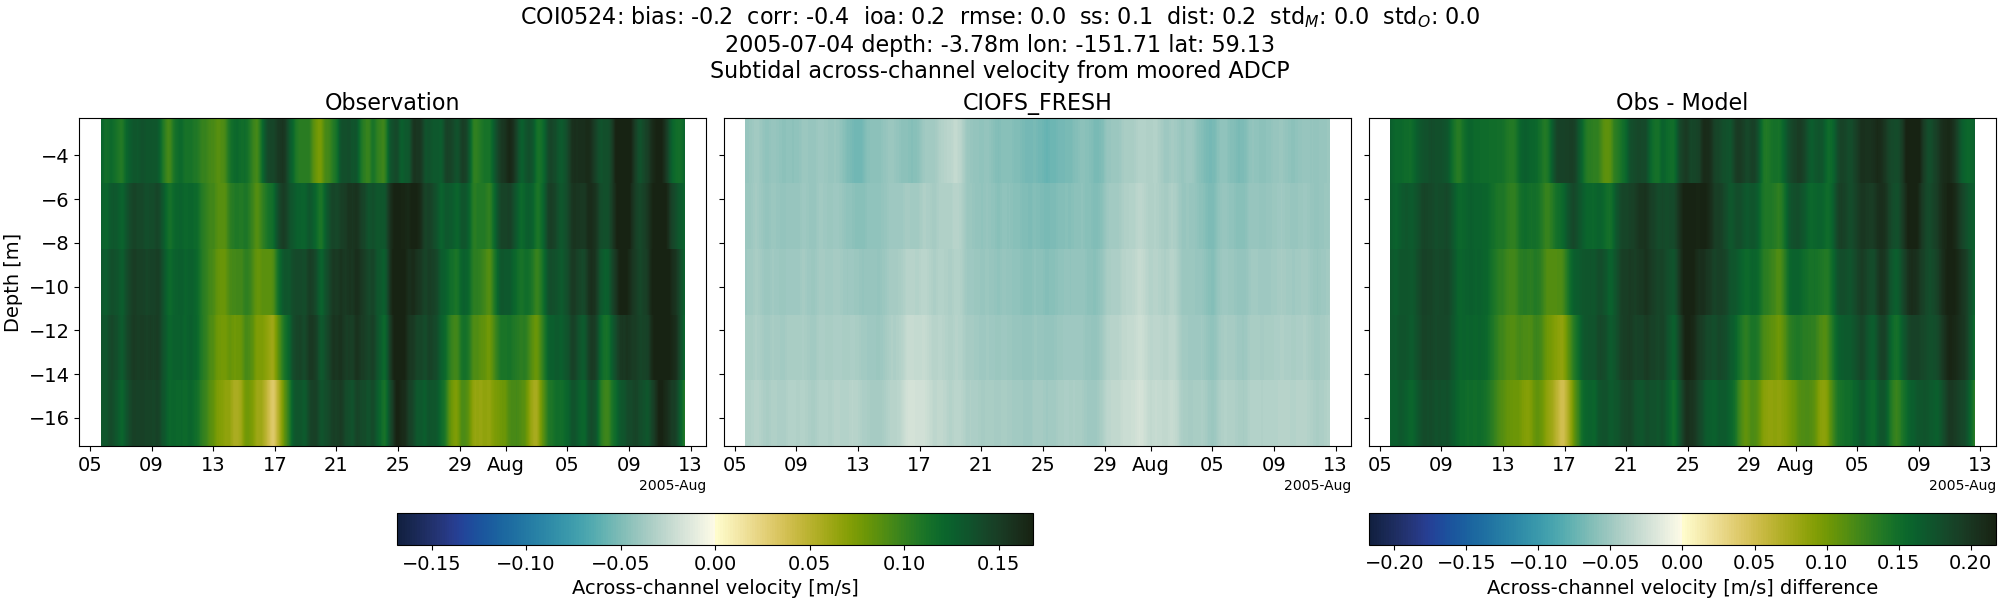 COI0524: bias: -0.2 corr: -0.4 ioa: 0.2 rmse: 0.0 ss: 0.1 dist: 0.2 std_M: 0.0 std_O: 0.0
2005-07-04 depth: -3.78m lon: -151.71 lat: 59.13
Subtidal across-channel velocity from moored ADCP
Observation CIOFS_FRESH Obs - Model
Depth [m]
−4
−6
−8
−10
−12
−14
−16
05 09 13 17 21 25 29 Aug 05 09 13 05 09 13 17 21 25 29 Aug 05 09 13 05 09 13 17 21 25 29 Aug 05 09 13
2005-Aug 2005-Aug 2005-Aug
−0.15 −0.10 −0.05 0.00 0.05 0.10 0.15 −0.20 −0.15 −0.10 −0.05 0.00 0.05 0.10 0.15 0.20
Across-channel velocity [m/s] Across-channel velocity [m/s] difference